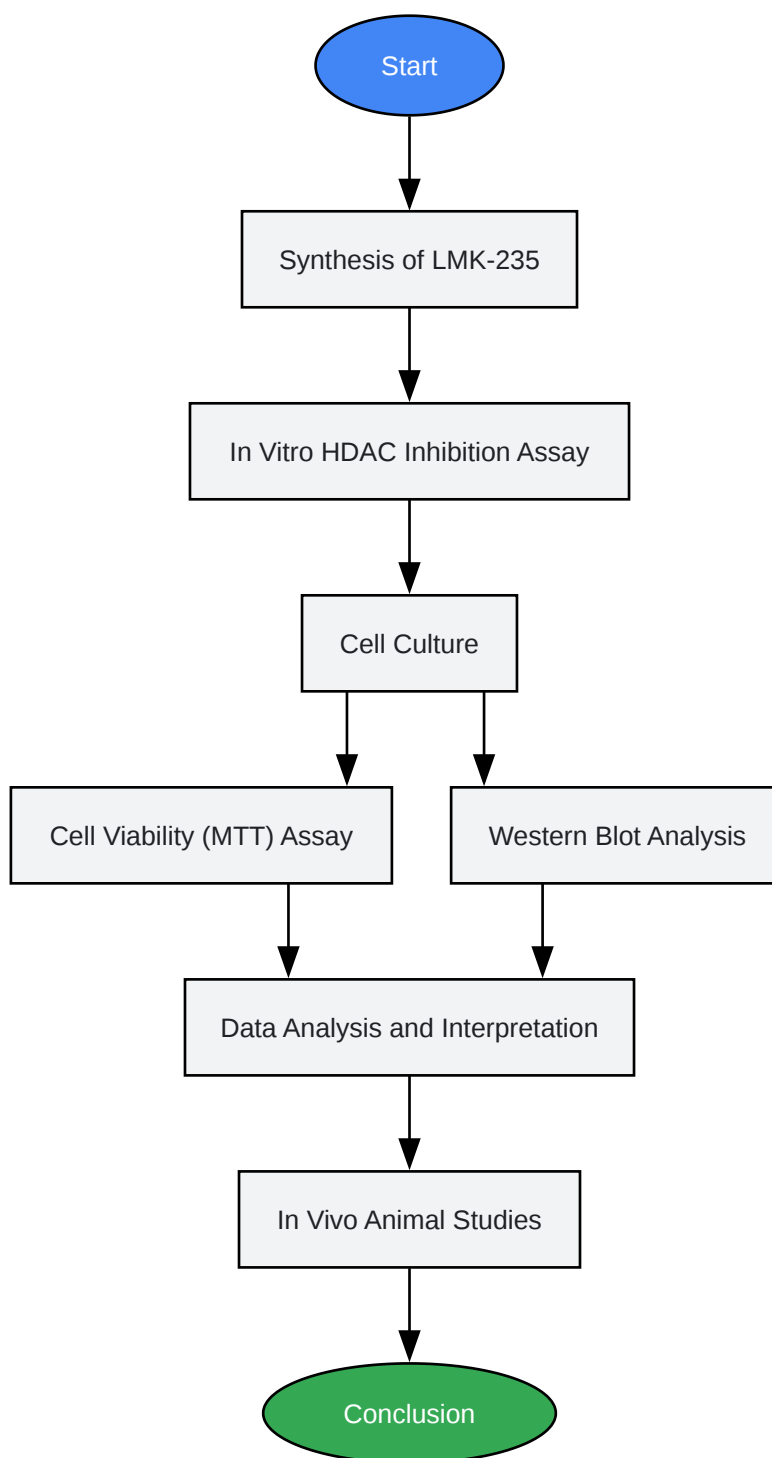 Start
Synthesis of LMK-235
In Vitro HDAC Inhibition Assay
Cell Culture
Cell Viability (MTT) Assay
Western Blot Analysis
Data Analysis and Interpretation
In Vivo Animal Studies
Conclusion